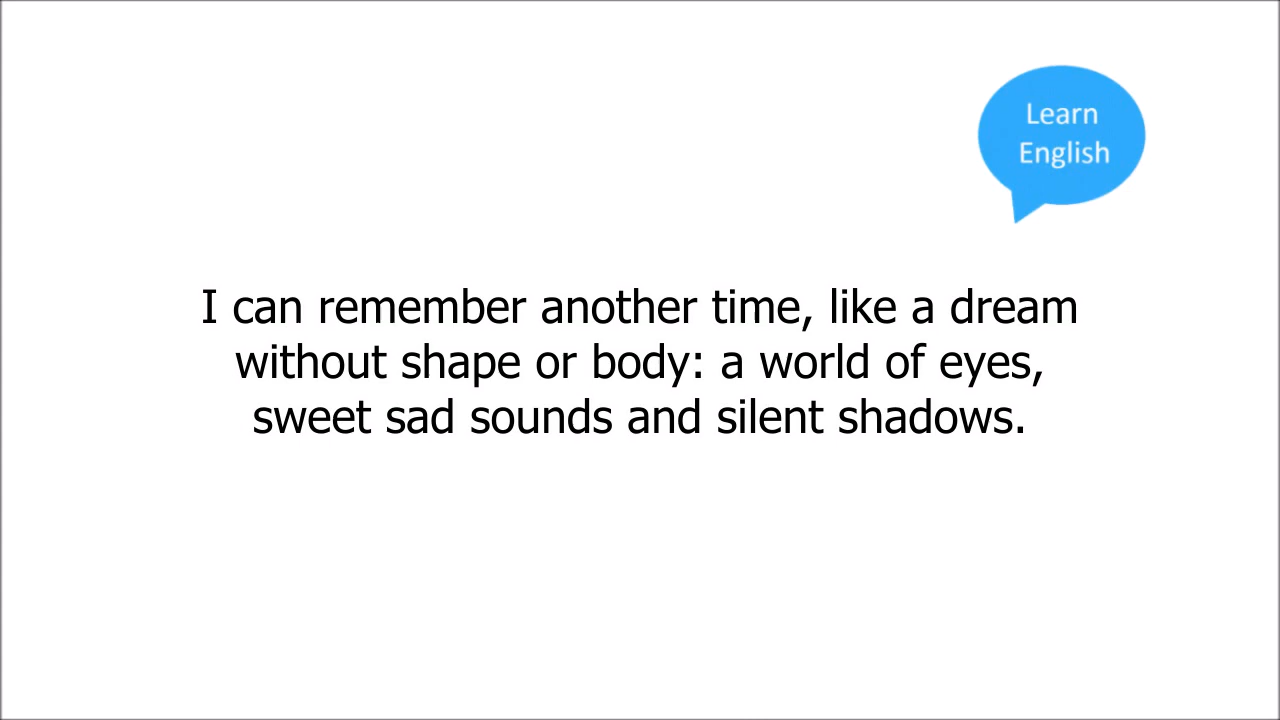 Learn
English
I can remember another time, like a dream
without shape or body: a world of eyes,
sweet sad sounds and silent shadows.